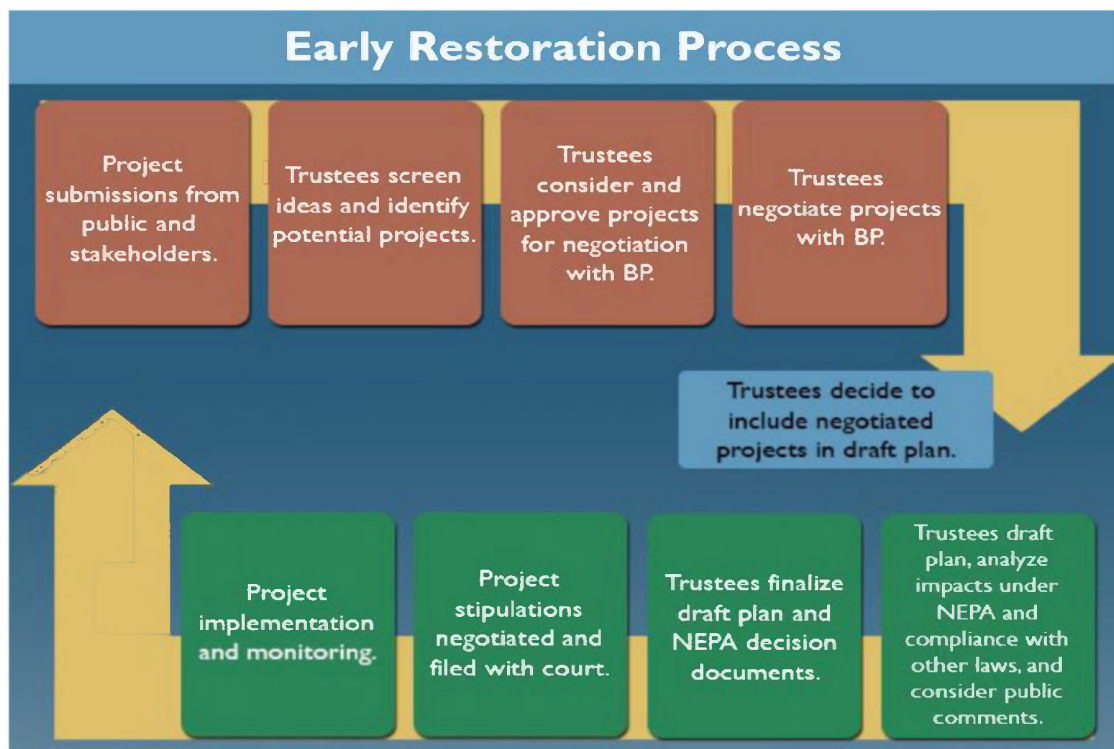 Early Restoration Process
Project
submissions from
public and
stakeholders.
Trustees screen
ideas and identify
potential projects.
Trustees
consider and
approve projects
for negotiation
with BP.
Trustees
negotiate projects
with BP.
Trustees decide to
include negotiated
projects in draft plan.
Trustees draft
plan, analyze
impacts under
NEPA and
compliance with
other laws, and
consider public
comments.
Trustees finalize
draft plan and
NEPA decision
documents.
Project
stipulations
negotiated and
filed with court.
Project
implementation
and monitoring.